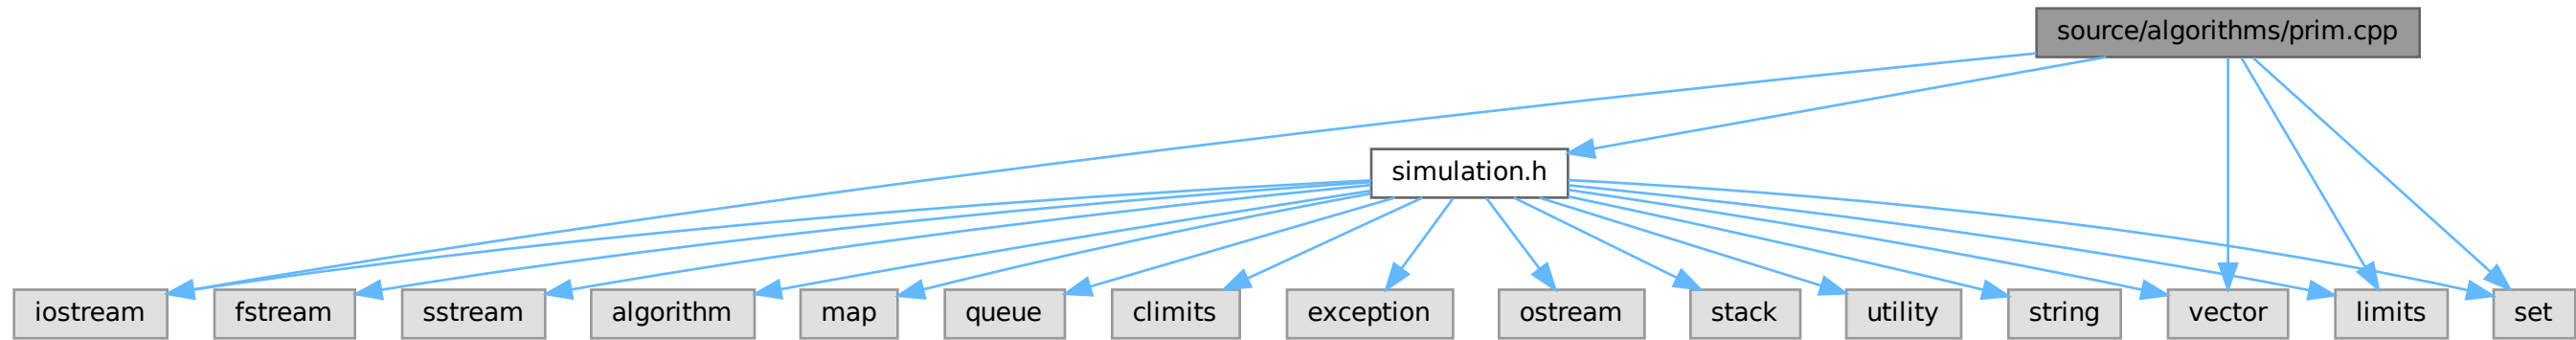 source/algorithms/prim.cpp
simulation.h
iostream
fstream
sstream
algorithm
map
queue
climits
exception
ostream
stack
utility
string
vector
limits
set